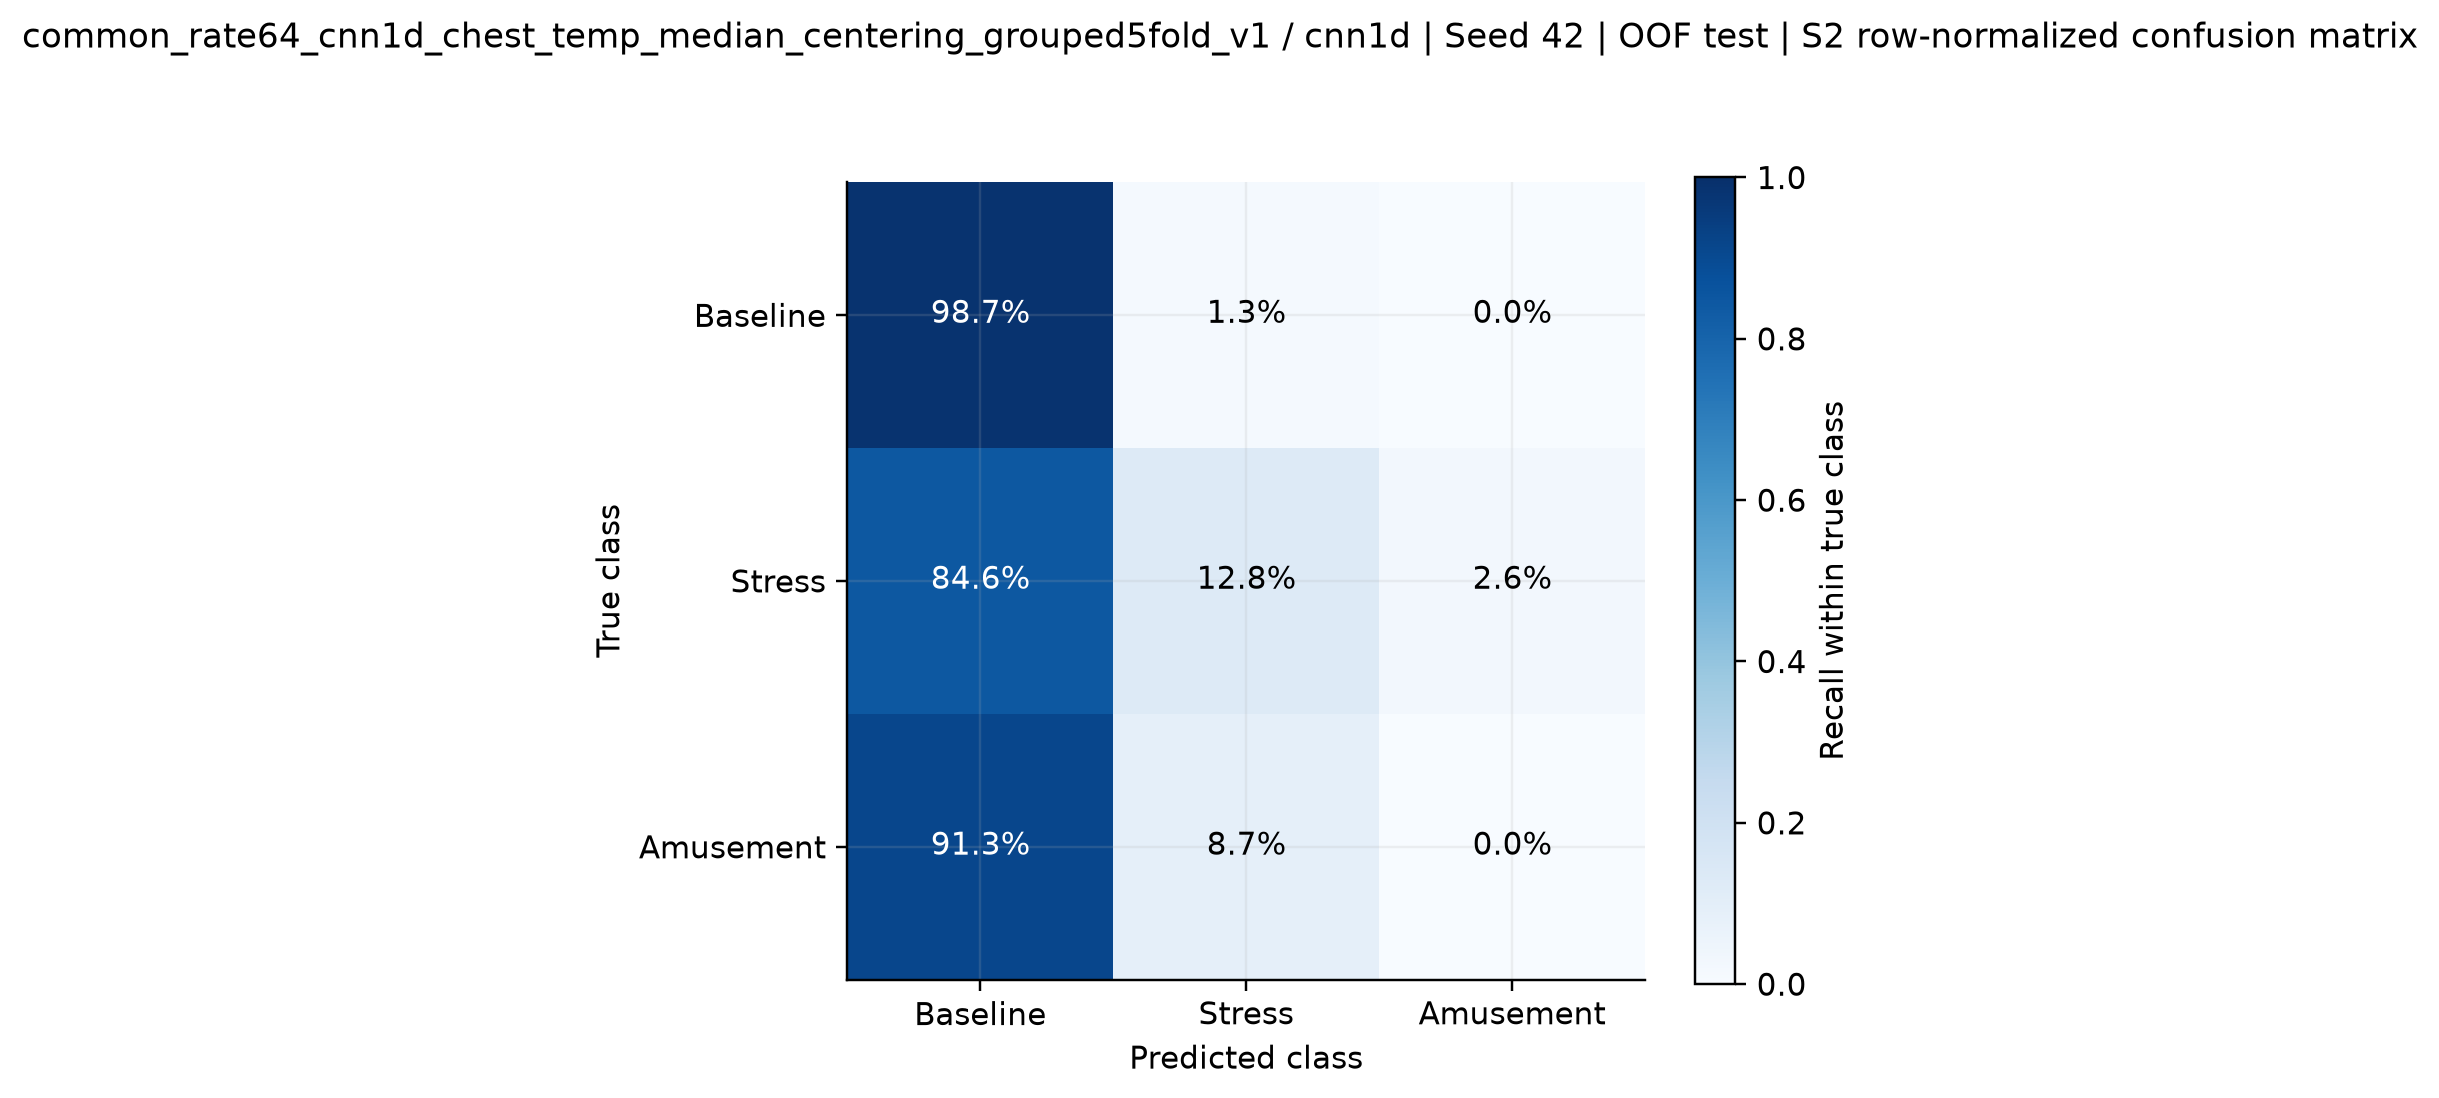 common_rate64_cnn1d_chest_temp_median_centering_grouped5fold_v1 / cnn1d | Seed 42 | OOF test | S2 row-normalized confusion matrix
True class
Baseline 98.7% 1.3% 0.0%
Stress 84.6% 12.8% 2.6%
Amusement 91.3% 8.7% 0.0%
Baseline Stress Amusement
Predicted class
1.0
0.8
0.6
0.4
0.2
0.0
Recall within true class